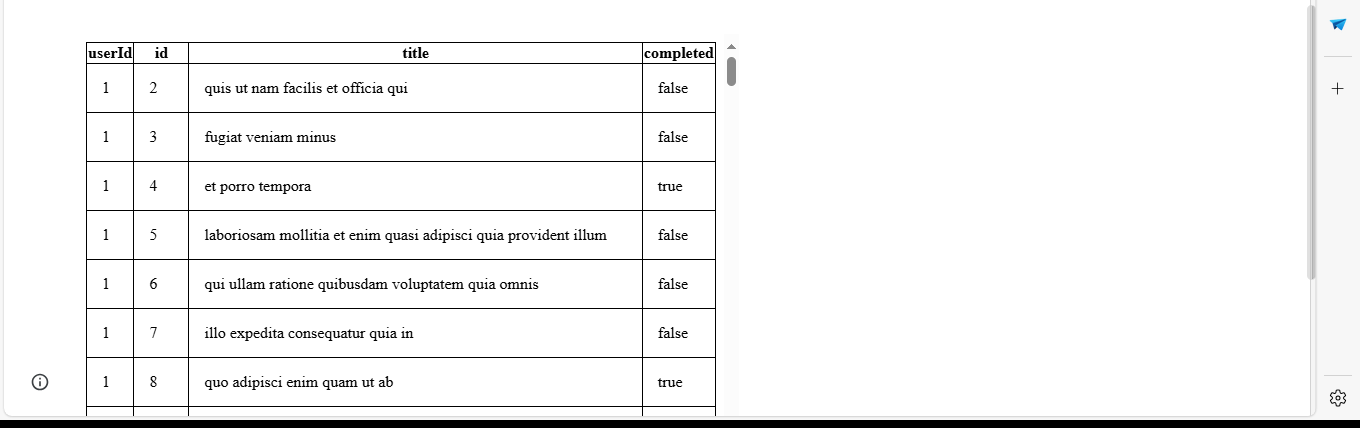 userId id title completed
1 2 quis ut nam facilis et officia qui false
1 3 fugiat veniam minus false
1 4 et porro tempora true
1 5 laboriosam mollitia et enim quasi adipisci quia provident illum false
1 6 qui ullam ratione quibusdam voluptatem quia omnis false
1 7 illo expedita consequatur quia in false
1 8 quo adipisci enim quam ut ab true